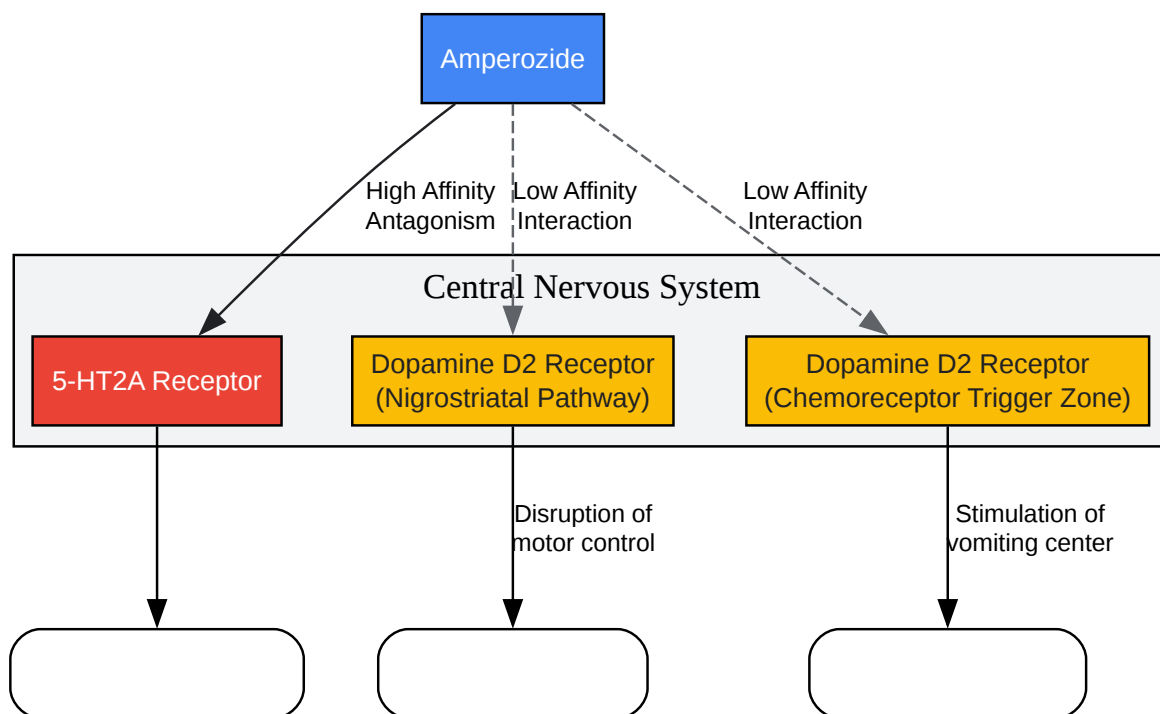 Amperozide
High Affinity
Antagonism
Low Affinity
Interaction
Low Affinity
Interaction
Central Nervous System
5-HT2A Receptor
Dopamine D2 Receptor
(Nigrostriatal Pathway)
Dopamine D2 Receptor
(Chemoreceptor Trigger Zone)
Disruption of
motor control
Stimulation of
vomiting center